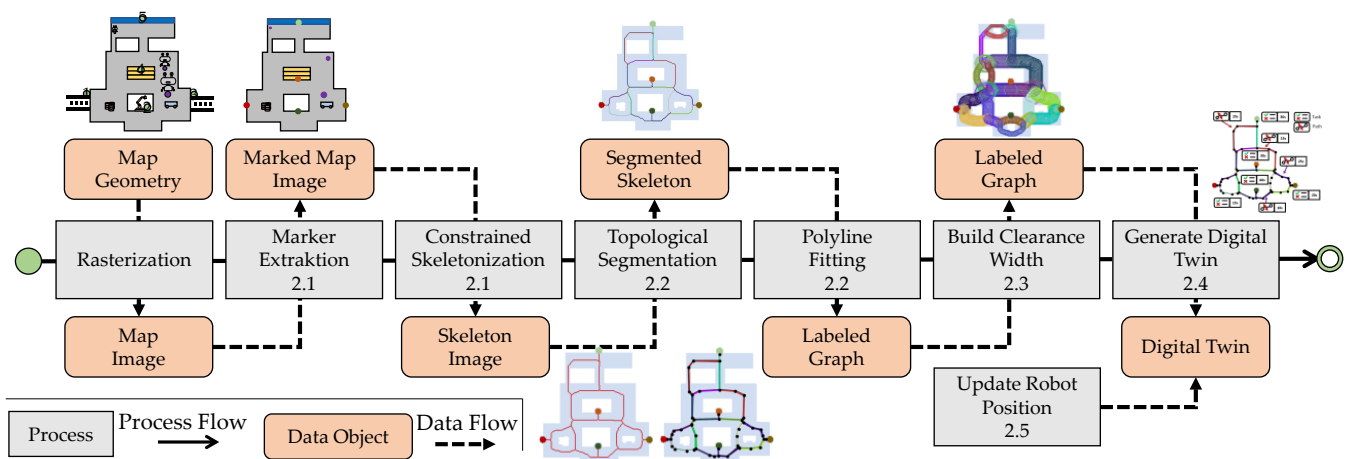 Map
Geometry
Marked Map
Image
Segmented
Skeleton
Labeled
Graph
Task
Path
Rasterization
Marker
Extraktion
2.1
Constrained
Skeletonization
2.1
Topological
Segmentation
2.2
Polyline
Fitting
2.2
Build Clearance
Width
2.3
Generate Digital
Twin
2.4
Map
Image
Skeleton
Image
Labeled
Graph
Digital Twin
Update Robot
Position
2.5
Process
Process Flow
Data Object
Data Flow